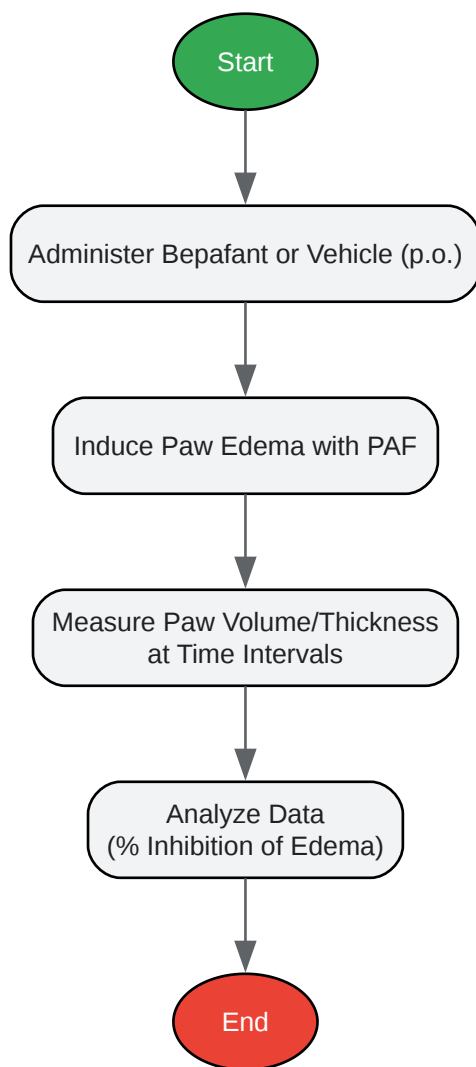 Start
Administer Bepafant or Vehicle (p.o.)
Induce Paw Edema with PAF
Measure Paw Volume/Thickness
at Time Intervals
Analyze Data
(% Inhibition of Edema)
End